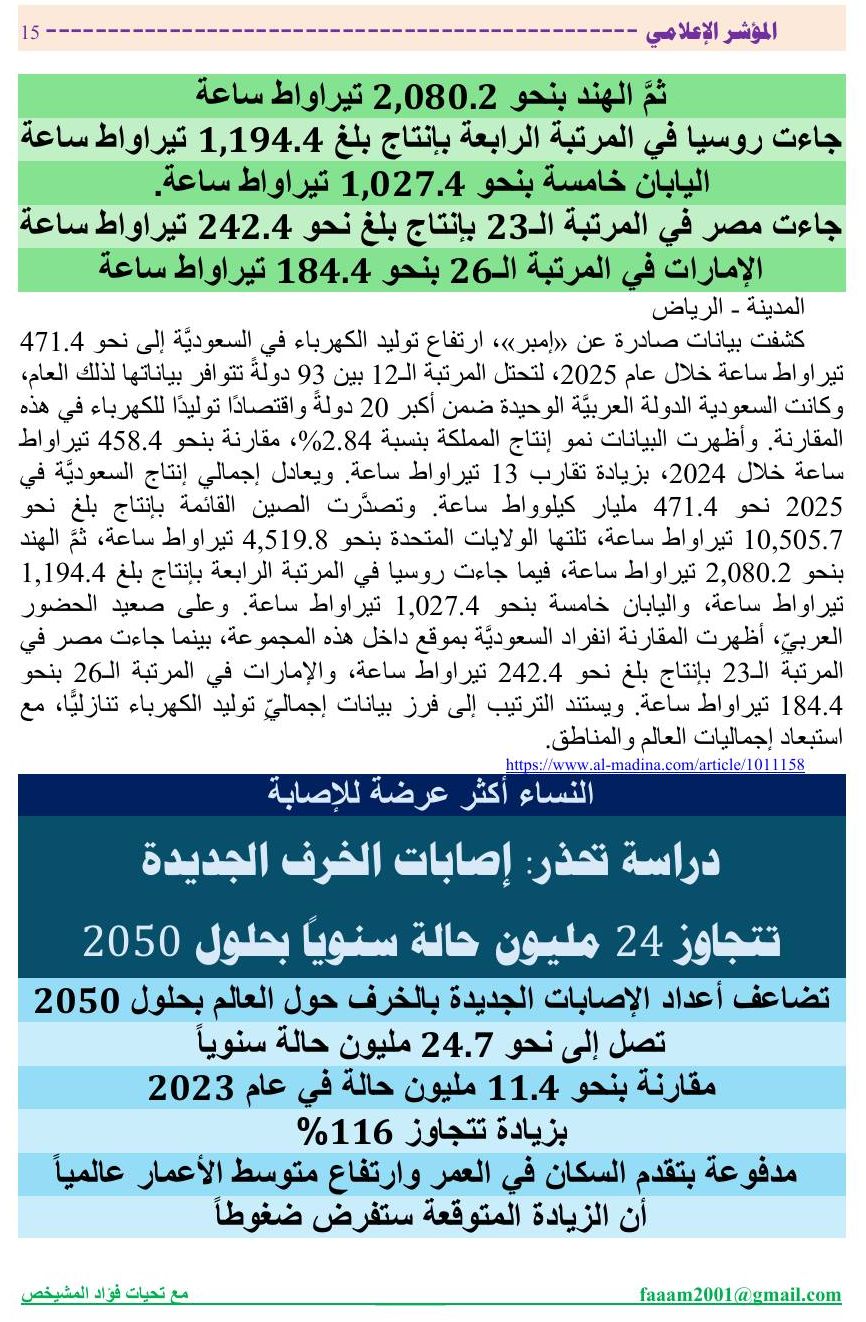 المؤشر الإعلامي ------------------------------------------------ 15
ثمَّ الهند بنحو 2,080.2 تيراواط ساعة
جاءت روسيا في المرتبة الرابعة بإنتاج بلغ 1,194.4 تيراواط ساعة
اليابان خامسة بنحو 1,027.4 تيراواط ساعة.
جاءت مصر في المرتبة الـ23 بإنتاج بلغ نحو 242.4 تيراواط ساعة
الإمارات في المرتبة الـ26 بنحو 184.4 تيراواط ساعة
المدينة - الرياض
كشفت بيانات صادرة عن «إمبر»، ارتفاع توليد الكهرباء في السعوديَّة إلى نحو 471.4
تيراواط ساعة خلال عام 2025، لتحتل المرتبة الـ12 بين 93 دولةً تتوافر بياناتها لذلك العام،
وكانت السعودية الدولة العربيَّة الوحيدة ضمن أكبر 20 دولةً واقتصادًا توليدًا للكهرباء في هذه
المقارنة. وأظهرت البيانات نمو إنتاج المملكة بنسبة 2.84%، مقارنة بنحو 458.4 تيراواط
ساعة خلال 2024، بزيادة تقارب 13 تيراواط ساعة. ويعادل إجمالي إنتاج السعوديَّة في
2025 نحو 471.4 مليار كيلوواط ساعة. وتصدَّرت الصين القائمة بإنتاج بلغ نحو
10,505.7 تيراواط ساعة، تلتها الولايات المتحدة بنحو 4,519.8 تيراواط ساعة، ثمَّ الهند
بنحو 2,080.2 تيراواط ساعة، فيما جاءت روسيا في المرتبة الرابعة بإنتاج بلغ 1,194.4
تيراواط ساعة، واليابان خامسة بنحو 1,027.4 تيراواط ساعة. وعلى صعيد الحضور
العربيِّ، أظهرت المقارنة انفراد السعوديَّة بموقع داخل هذه المجموعة، بينما جاءت مصر في
المرتبة الـ23 بإنتاج بلغ نحو 242.4 تيراواط ساعة، والإمارات في المرتبة الـ26 بنحو
184.4 تيراواط ساعة. ويستند الترتيب إلى فرز بيانات إجماليِّ توليد الكهرباء تنازليًّا، مع
استبعاد إجماليات العالم والمناطق.
https://www.al-madina.com/article/1011158
النساء أكثر عرضة للإصابة
دراسة تحذر: إصابات الخرف الجديدة
تتجاوز 24 مليون حالة سنوياً بحلول 2050
تضاعف أعداد الإصابات الجديدة بالخرف حول العالم بحلول 2050
تصل إلى نحو 24.7 مليون حالة سنوياً
مقارنة بنحو 11.4 مليون حالة في عام 2023
بزيادة تتجاوز 116%
مدفوعة بتقدم السكان في العمر وارتفاع متوسط الأعمار عالمياً
أن الزيادة المتوقعة ستفرض ضغوطاً
faaam2001@gmail.com مع تحيات فؤاد المشيخص